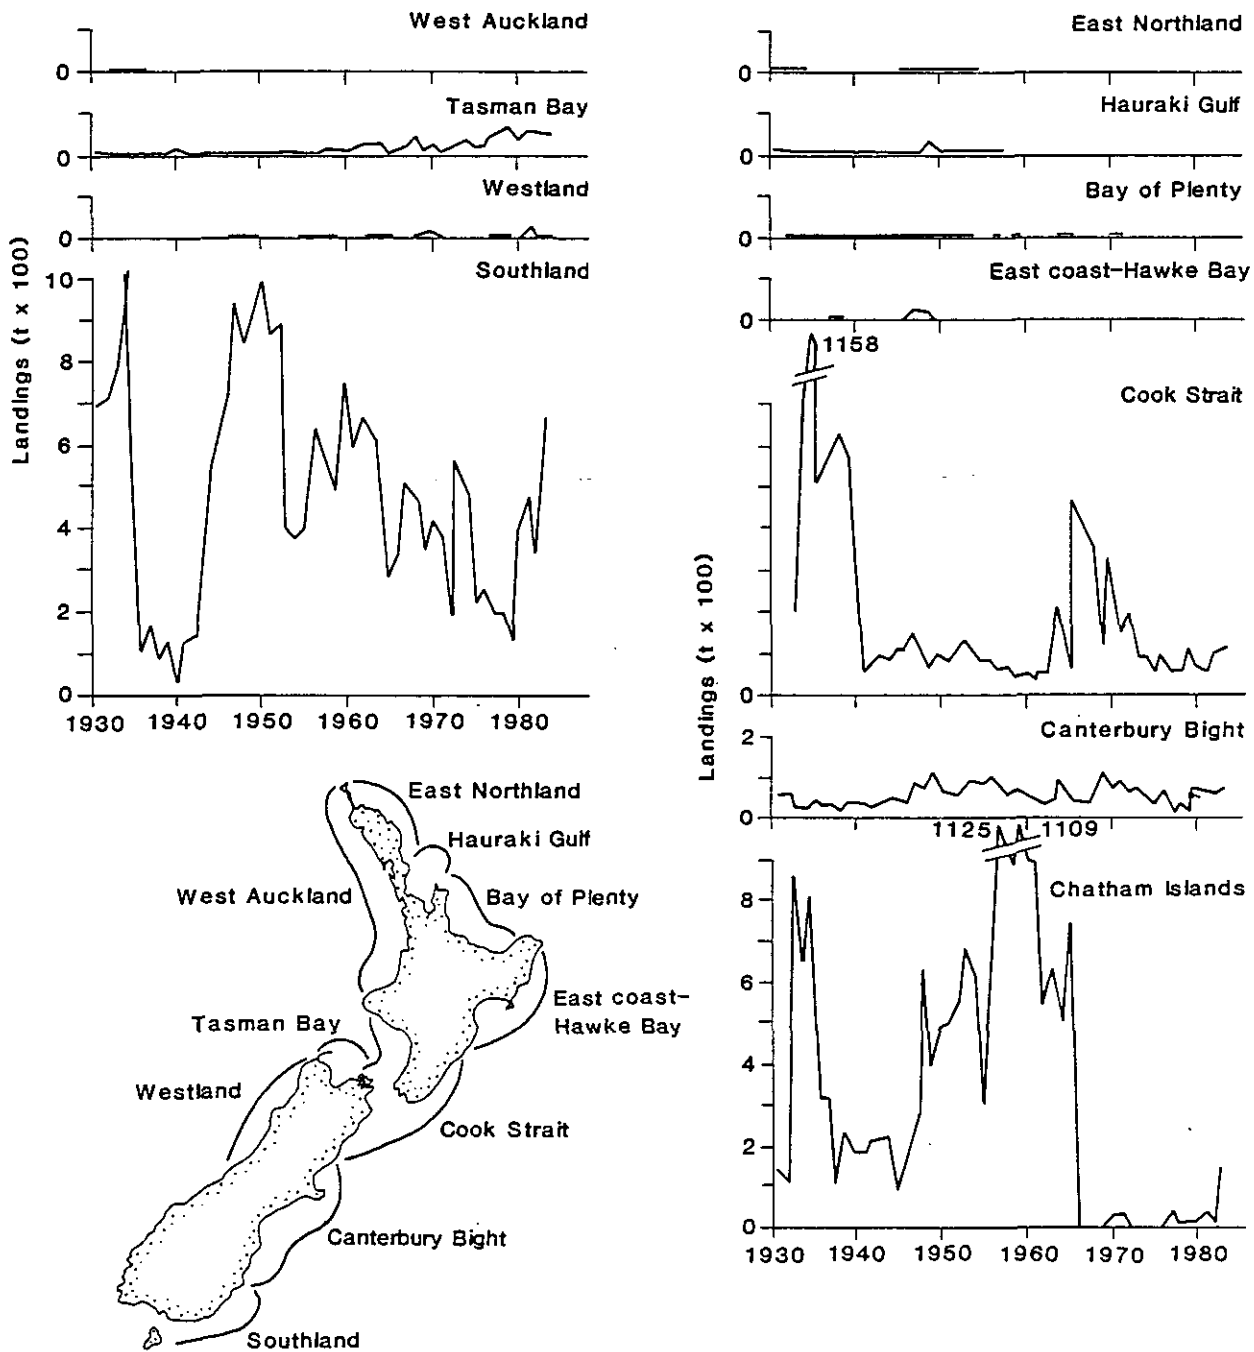 West Auckland
0
Tasman Bay
0
Westland
0
Southland
Landings (t x 100)
10
8
6
4
2
0
1930 1940 1950 1960 1970 1980
East Northland
0
Hauraki Gulf
0
Bay of Plenty
0
East coast-Hawke Bay
0
1158
Cook Strait
0
Landings (t x 100)
Canterbury Bight
2
1
0
1125 1109
Chatham Islands
8
6
4
2
0
1930 1940 1950 1960 1970 1980
East Northland
Hauraki Gulf
West Auckland
Bay of Plenty
East coast-
Hawke Bay
Tasman Bay
Westland
Cook Strait
Canterbury Bight
Southland